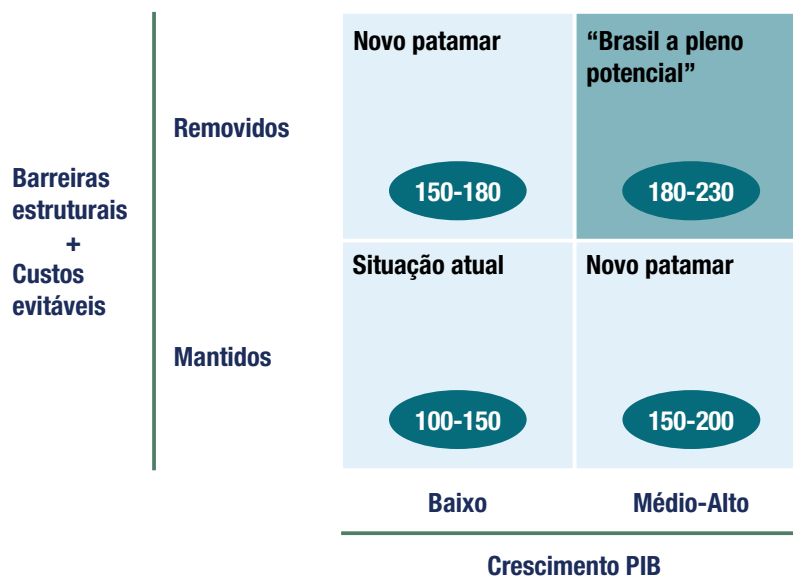 Barreiras
estruturais
+
Custos
evitáveis
Removidos
Novo patamar
150-180
“Brasil a pleno
potencial”
180-230
Mantidos
Situação atual
100-150
Novo patamar
150-200
Baixo
Médio-Alto
Crescimento PIB